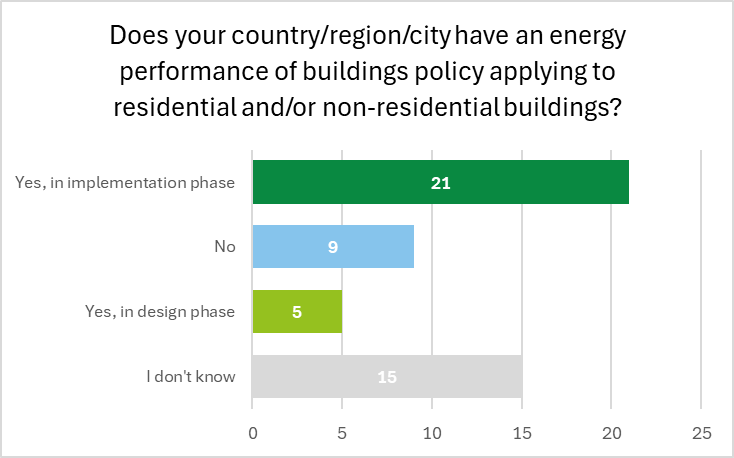 Does your country/region/city have an energy
performance of buildings policy applying to
residential and/or non-residential buildings?
Yes, in implementation phase
21
No
9
Yes, in design phase
5
I don't know
15
0 5 10 15 20 25